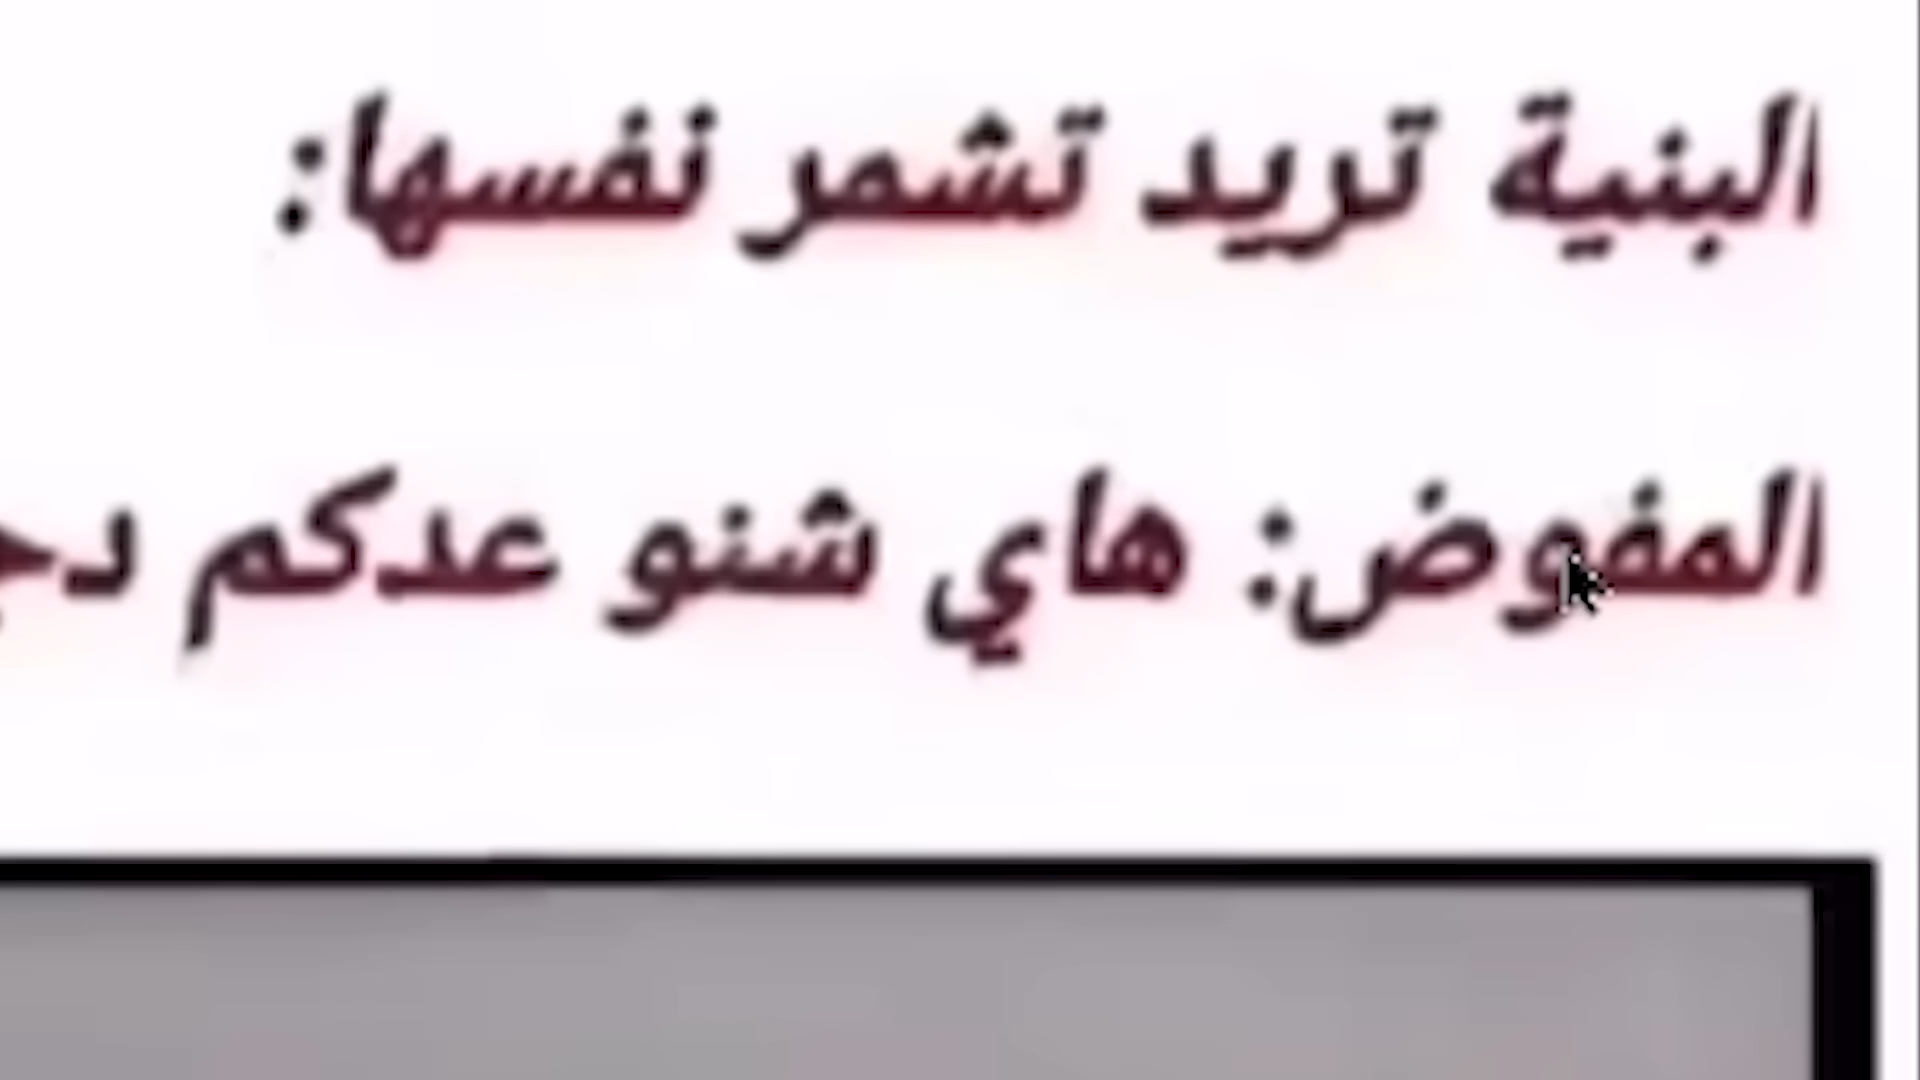 البنية تريد تشمر نفسها:
المفوض: هاي شنو عدكم